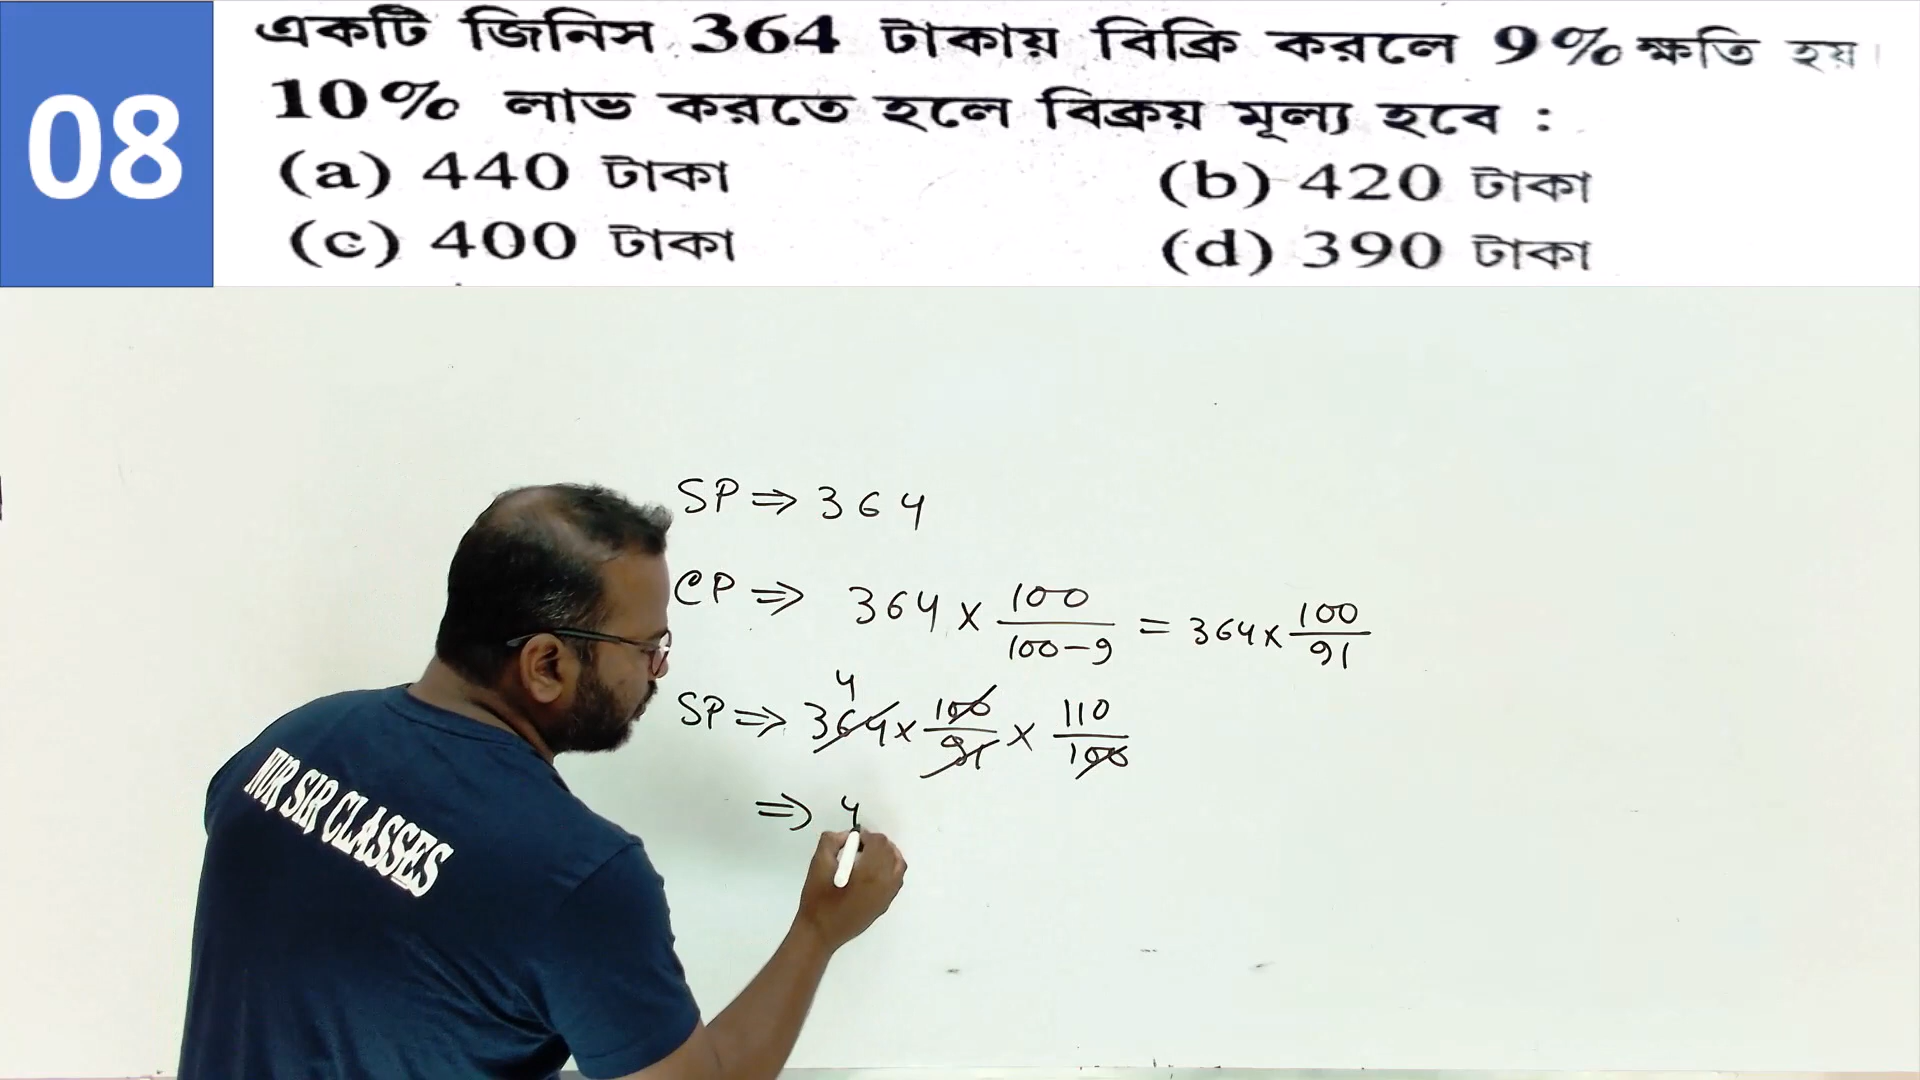 08
একটি জিনিস 364 টাকায় বিক্রি করলে 9% ক্ষতি হয়।
10% লাভ করতে হলে বিক্রয় মূল্য হবে :
(a) 440 টাকা (b) 420 টাকা
(c) 400 টাকা (d) 390 টাকা
SP ⇒ 364
CP ⇒ 364 × 100/(100-9) = 364 × 100/91
4
SP ⇒ 364 × 100/91 × 110/100
⇒ 4
NUR SIR CLASSES